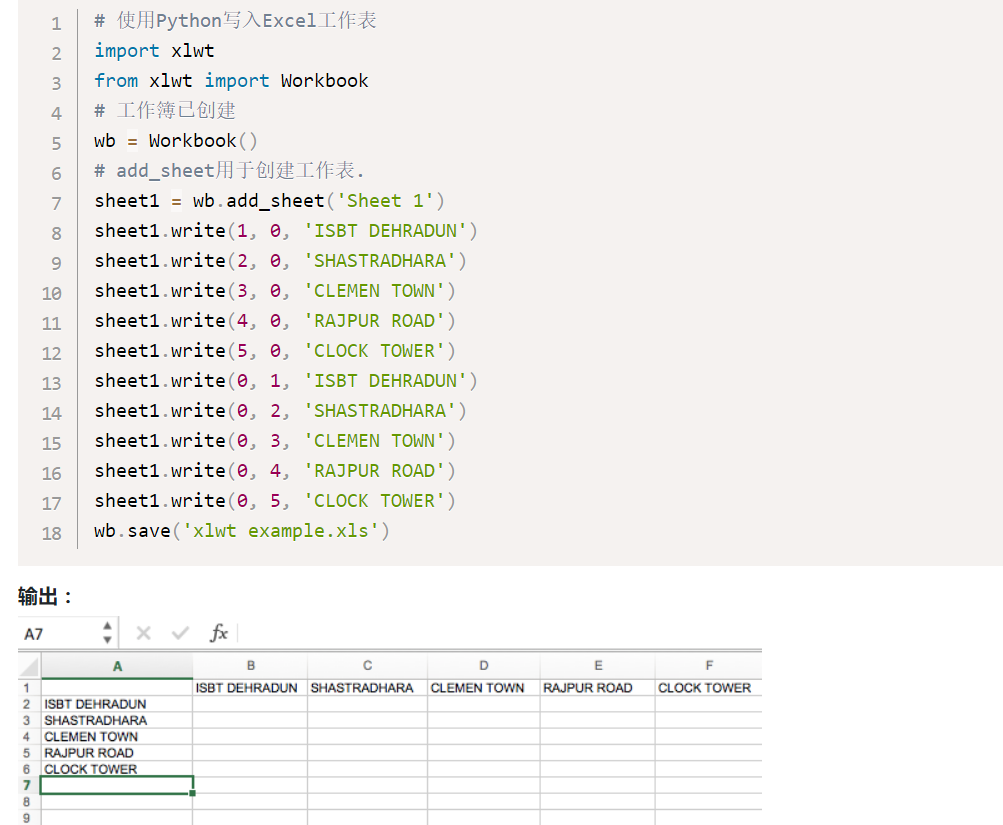 1 # 使用Python写入Excel工作表
2 import xlwt
3 from xlwt import Workbook
4 # 工作簿已创建
5 wb = Workbook()
6 # add_sheet用于创建工作表.
7 sheet1 = wb.add_sheet('Sheet 1')
8 sheet1.write(1, 0, 'ISBT DEHRADUN')
9 sheet1.write(2, 0, 'SHASTRADHARA')
10 sheet1.write(3, 0, 'CLEMEN TOWN')
11 sheet1.write(4, 0, 'RAJPUR ROAD')
12 sheet1.write(5, 0, 'CLOCK TOWER')
13 sheet1.write(0, 1, 'ISBT DEHRADUN')
14 sheet1.write(0, 2, 'SHASTRADHARA')
15 sheet1.write(0, 3, 'CLEMEN TOWN')
16 sheet1.write(0, 4, 'RAJPUR ROAD')
17 sheet1.write(0, 5, 'CLOCK TOWER')
18 wb.save('xlwt example.xls')
输出：
A7 fx
A B C D E F
1 ISBT DEHRADUN SHASTRADHARA CLEMEN TOWN RAJPUR ROAD CLOCK TOWER
2 ISBT DEHRADUN
3 SHASTRADHARA
4 CLEMEN TOWN
5 RAJPUR ROAD
6 CLOCK TOWER
7
8
9